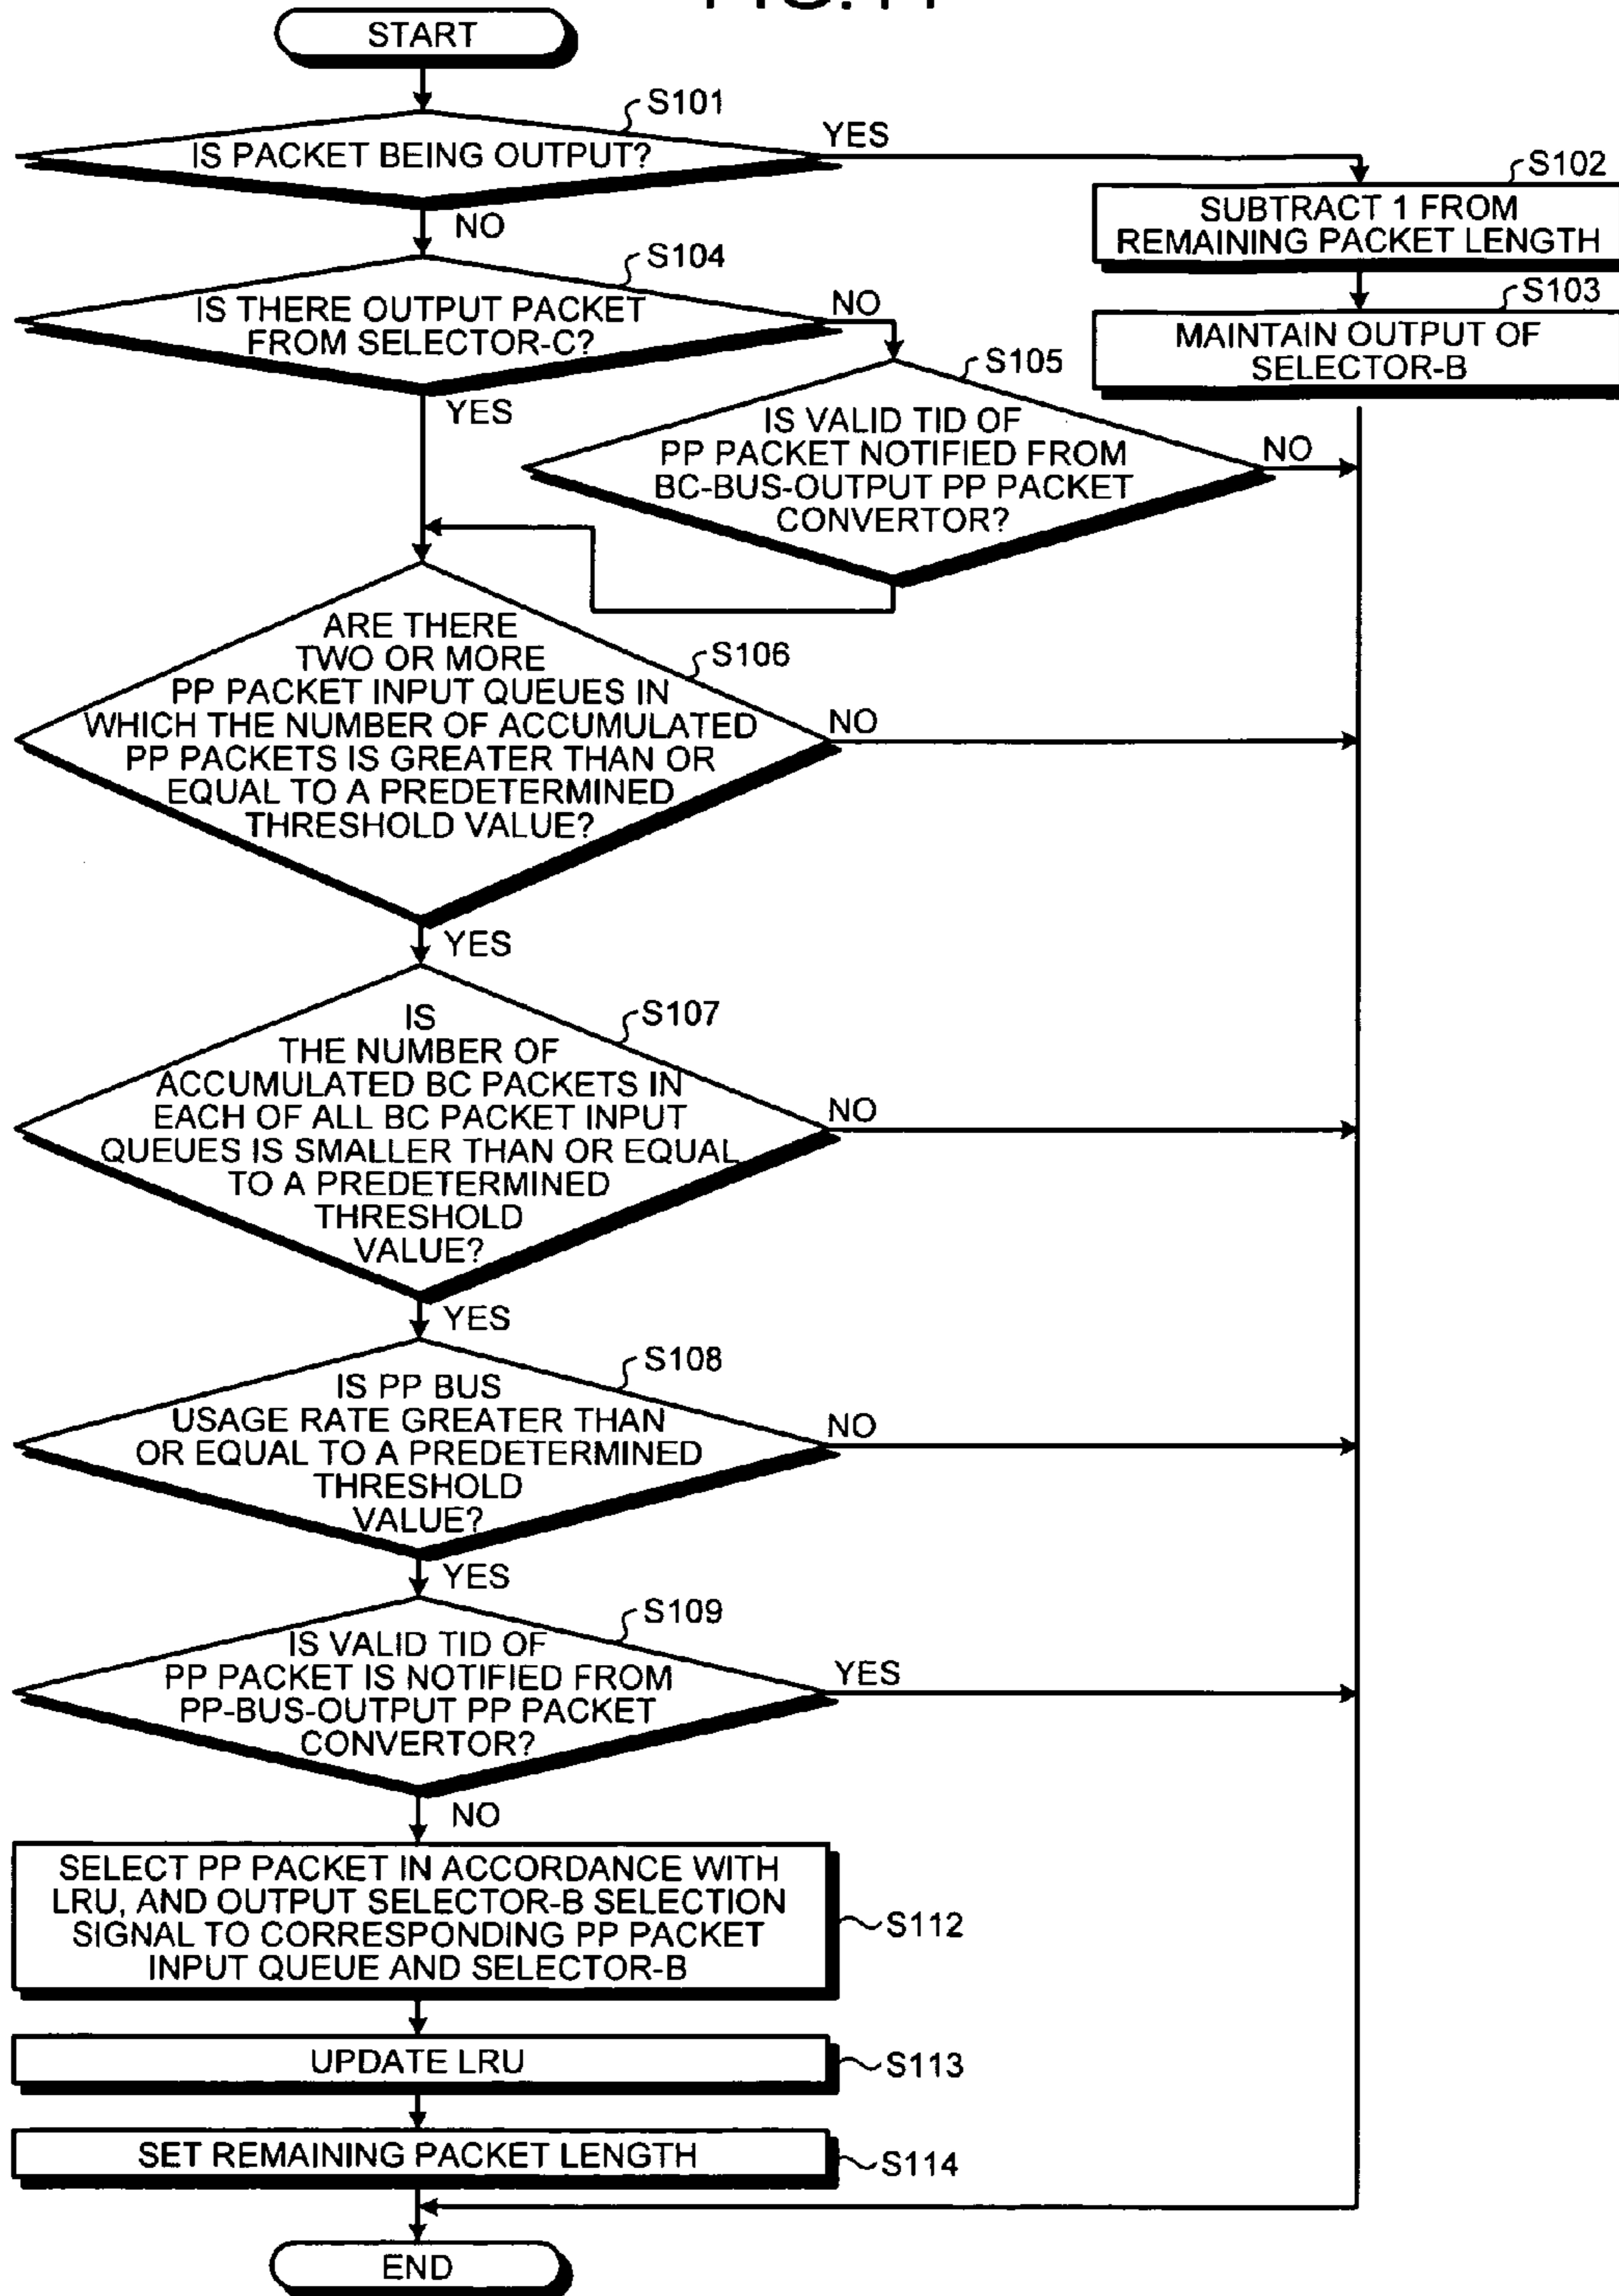 START
S101
IS PACKET BEING OUTPUT?
YES
NO
S102
SUBTRACT 1 FROM
REMAINING PACKET LENGTH
S103
MAINTAIN OUTPUT OF
SELECTOR-B
S104
IS THERE OUTPUT PACKET
FROM SELECTOR-C?
NO
YES
S105
IS VALID TID OF
PP PACKET NOTIFIED FROM
BC-BUS-OUTPUT PP PACKET
CONVERTOR?
NO
ARE THERE
TWO OR MORE
PP PACKET INPUT QUEUES IN
WHICH THE NUMBER OF ACCUMULATED
PP PACKETS IS GREATER THAN OR
EQUAL TO A PREDETERMINED
THRESHOLD VALUE?
S106
NO
YES
IS
THE NUMBER OF
ACCUMULATED BC PACKETS IN
EACH OF ALL BC PACKET INPUT
QUEUES IS SMALLER THAN OR EQUAL
TO A PREDETERMINED
THRESHOLD
VALUE?
S107
NO
YES
S108
IS PP BUS
USAGE RATE GREATER THAN
OR EQUAL TO A PREDETERMINED
THRESHOLD
VALUE?
NO
YES
S109
IS VALID TID OF
PP PACKET IS NOTIFIED FROM
PP-BUS-OUTPUT PP PACKET
CONVERTOR?
YES
NO
SELECT PP PACKET IN ACCORDANCE WITH
LRU, AND OUTPUT SELECTOR-B SELECTION
SIGNAL TO CORRESPONDING PP PACKET
INPUT QUEUE AND SELECTOR-B
S112
UPDATE LRU
S113
SET REMAINING PACKET LENGTH
S114
END